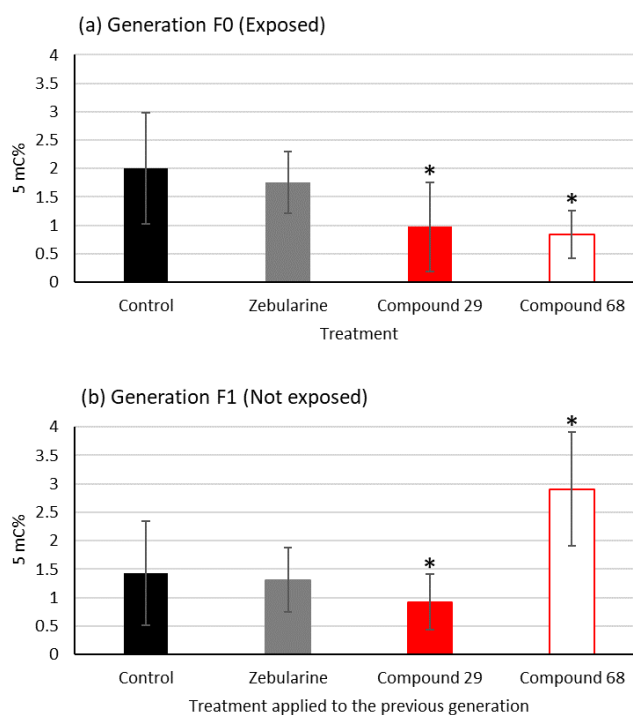 (a) Generation F0 (Exposed)
4
3.5
3
2.5
2
1.5
1
0.5
0
5 mC%
*
*
Control Zebularine Compound 29 Compound 68
Treatment
(b) Generation F1 (Not exposed)
4
3.5
3
2.5
2
1.5
1
0.5
0
5 mC%
*
*
Control Zebularine Compound 29 Compound 68
Treatment applied to the previous generation